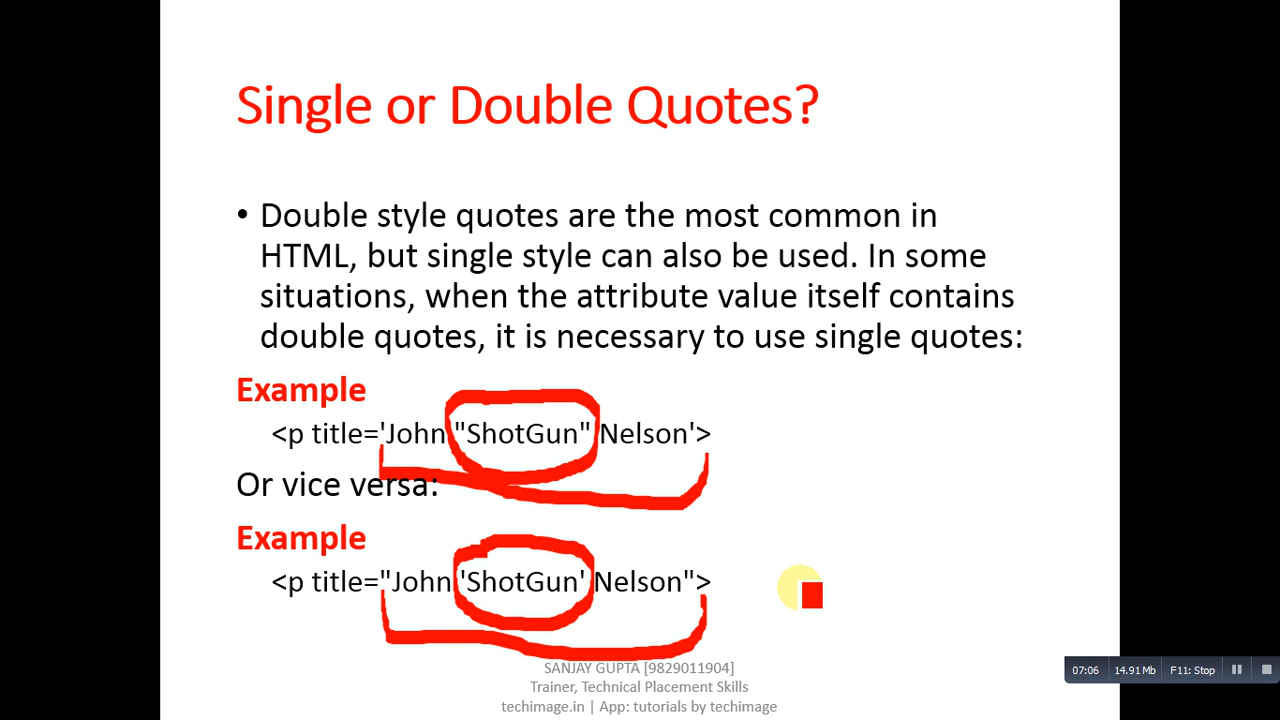 Single or Double Quotes?
• Double style quotes are the most common in
HTML, but single style can also be used. In some
situations, when the attribute value itself contains
double quotes, it is necessary to use single quotes:
Example
<p title='John "ShotGun" Nelson'>
Or vice versa:
Example
<p title="John 'ShotGun' Nelson">
SANJAY GUPTA [9829011904]
Trainer, Technical Placement Skills
techimage.in | App: tutorials by techimage
07:06 14.91 Mb F11: Stop